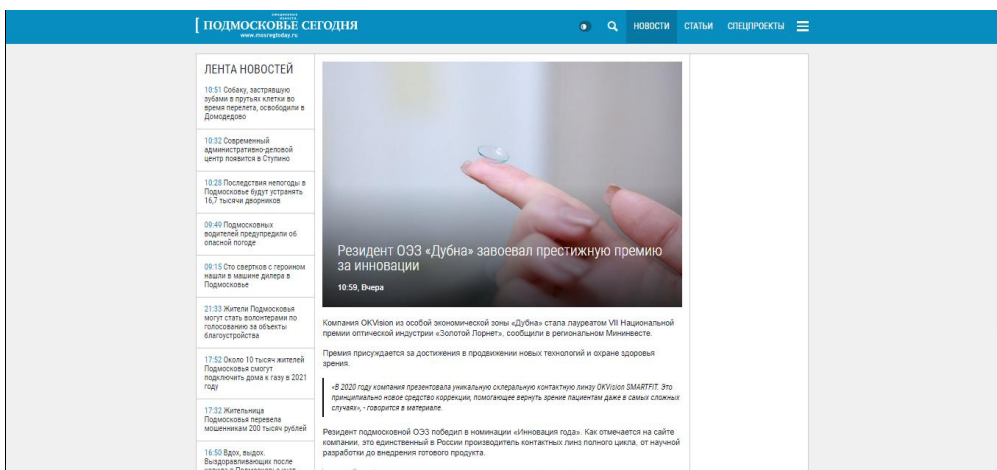 ПОДМОСКОВЬЕ СЕГОДНЯ
www.mosregtoday.ru
НОВОСТИ
СТАТЬИ
СПЕЦПРОЕКТЫ
ЛЕНТА НОВОСТЕЙ
10:51 Собаку, застрявшую
зубами в прутьях клетки во
время перелета, освободили в
Домодедово
10:32 Современный
административно-деловой
центр появится в Ступино
10:28 Последствия непогоды в
Подмосковье будут устранять
16,7 тысячи дворников
09:49 Подмосковных
водителей предупредили об
опасной погоде
09:15 Сто свертков с героином
нашли в машине дилера в
Подмосковье
21:33 Жители Подмосковья
могут стать волонтерами по
голосованию за объекты
благоустройства
17:52 Около 10 тысяч жителей
Подмосковья смогут
подключить дома к газу в 2021
году
17:32 Жительница
Подмосковья перевела
мошенникам 200 тысяч рублей
16:50 Вдох, выдох.
Выздоравливающих после
Резидент ОЭЗ «Дубна» завоевал престижную премию
за инновации
10:59, Вчера
Компания OKVision из особой экономической зоны «Дубна» стала лауреатом VII Национальной
премии оптической индустрии «Золотой Лорнет», сообщили в региональном Мининвесте.
Премия присуждается за достижения в продвижении новых технологий и охране здоровья
зрения.
«В 2020 году компания презентовала уникальную склеральную контактную линзу OKVision SMARTFIT. Это
принципиально новое средство коррекции, помогающее вернуть зрение пациентам даже в самых сложных
случаях», - говорится в материале.
Резидент подмосковной ОЭЗ победил в номинации «Инновация года». Как отмечается на сайте
компании, это единственный в России производитель контактных линз полного цикла, от научной
разработки до внедрения готового продукта.